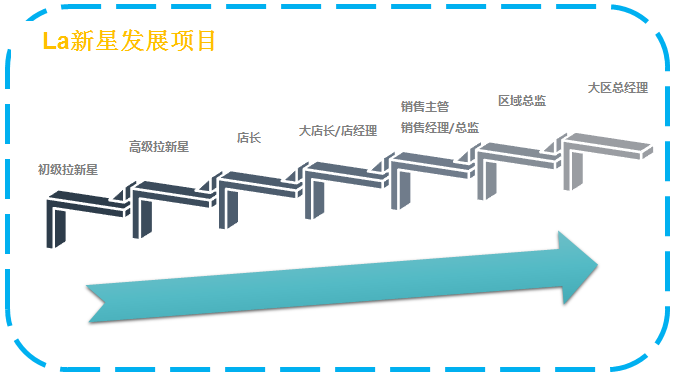 La新星发展项目
初级拉新星
高级拉新星
店长
大店长/店经理
销售主管
销售经理/总监
区域总监
大区总经理